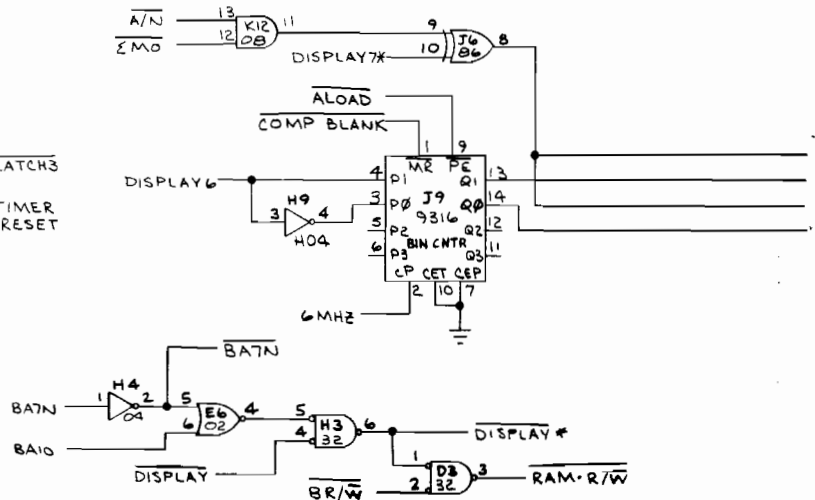 A/N 13 11
K12
08
ΣMO 12
9 J6 8
86
DISPLAY7* 10
ALOAD
COMP BLANK
1 9
MR PE
LATCH3
DISPLAY6 4 P1 Q1 13
H9 3 P0 J9 Q0 14
3 4
TIMER
RESET
H04
9316
5 P2 Q2 12
BIN CNTR
6 P3 Q3 11
CP CET CEP
2 10 7
6MHZ
BA7N
H4
BA7N 1 2 5 E6 4 5 H3 6
04
02
32
6
4
BA10
DISPLAY
DISPLAY*
1 D3 3
32
BR/W 2
RAM·R/W